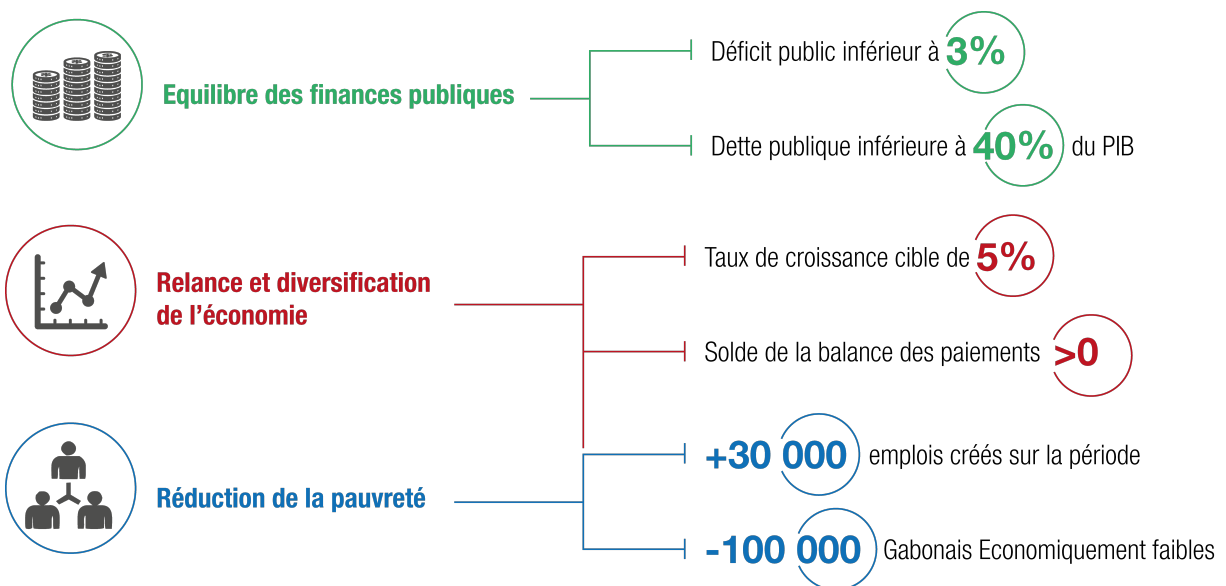 Equilibre des finances publiques
Déficit public inférieur à 3%
Dette publique inférieure à 40% du PIB
Relance et diversification
de l’économie
Taux de croissance cible de 5%
Solde de la balance des paiements >0
Réduction de la pauvreté
+30 000 emplois créés sur la période
-100 000 Gabonais Economiquement faibles